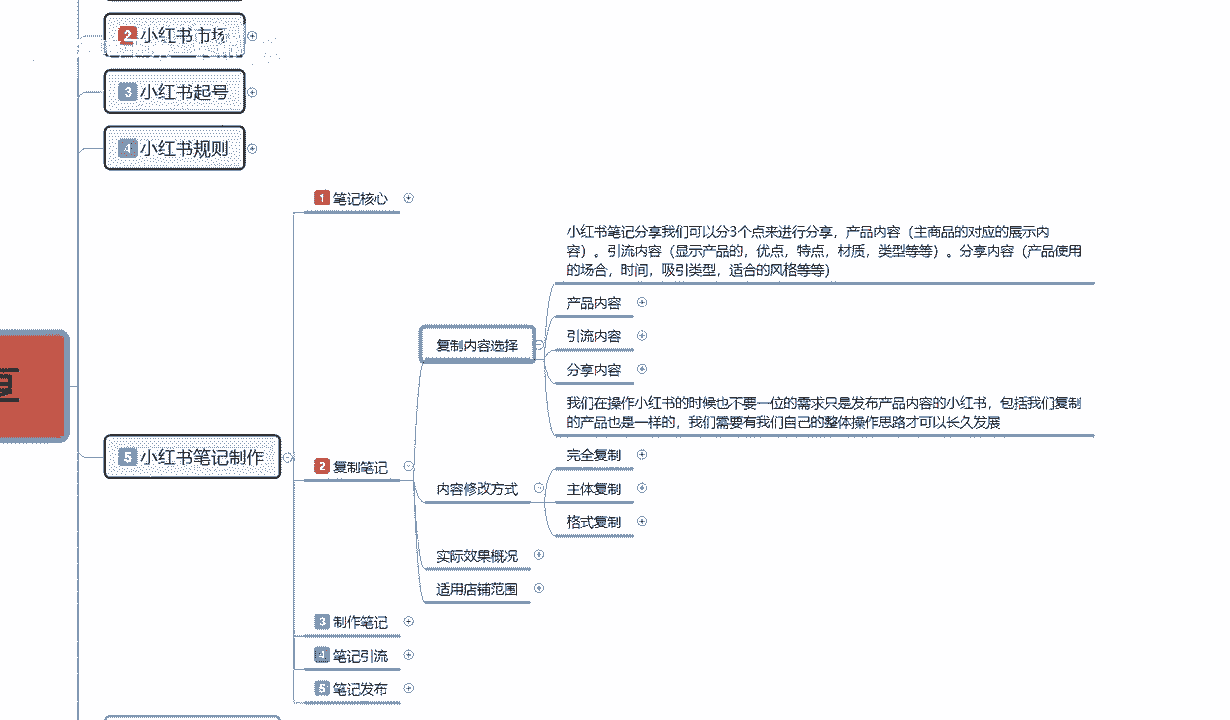 2 小红书市场
3 小红书起号
4 小红书规则
1 笔记核心
小红书笔记分享我们可以分3个点来进行分享，产品内容（主商品的对应的展示内
容）。引流内容（显示产品的，优点，特点，材质，类型等等）。分享内容（产品使用
的场合，时间，吸引类型，适合的风格等等)
产品内容
引流内容
复制内容选择
分享内容
我们在操作小红书的时候也不要一位的需求只是发布产品内容的小红书，包括我们复制
的产品也是一样的，我们需要有我们自己的整体操作思路才可以长久发展
5 小红书笔记制作
2 复制笔记
完全复制
内容修改方式
主体复制
格式复制
实际效果概况
适用店铺范围
3 制作笔记
4 笔记引流
5 笔记发布